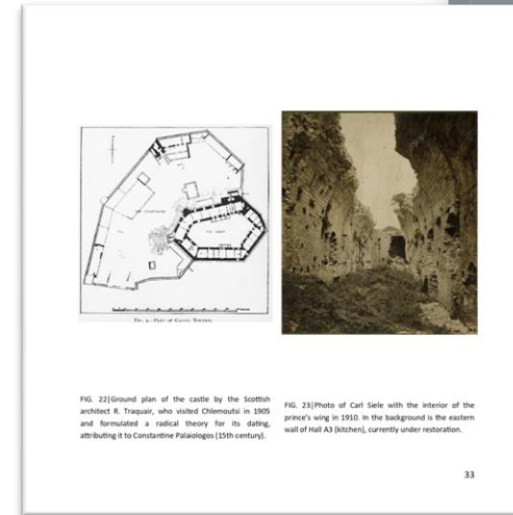 FIG. 22|Ground plan of the castle by the Scottish
architect R. Traquair, who visited Chlemoutsi in 1905
and formulated a radical theory for its dating,
attributing it to Constantine Palaiologos (15th century).
FIG. 23|Photo of Carl Siele with the interior of the
prince's wing in 1910. In the background is the eastern
wall of Hall A3 (kitchen), currently under restoration.
33